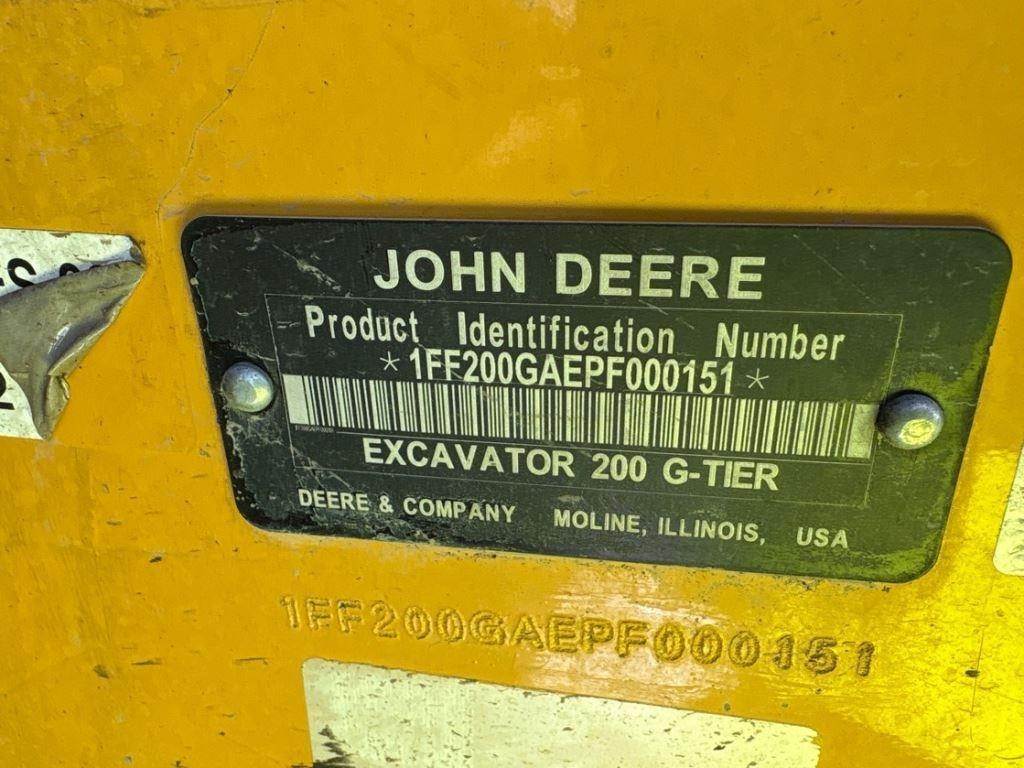 JOHN DEERE
Product Identification Number
*1FF200GAEPF000151*
EXCAVATOR 200 G-TIER
DEERE & COMPANY MOLINE, ILLINOIS, USA
1FF200GAEPF000151